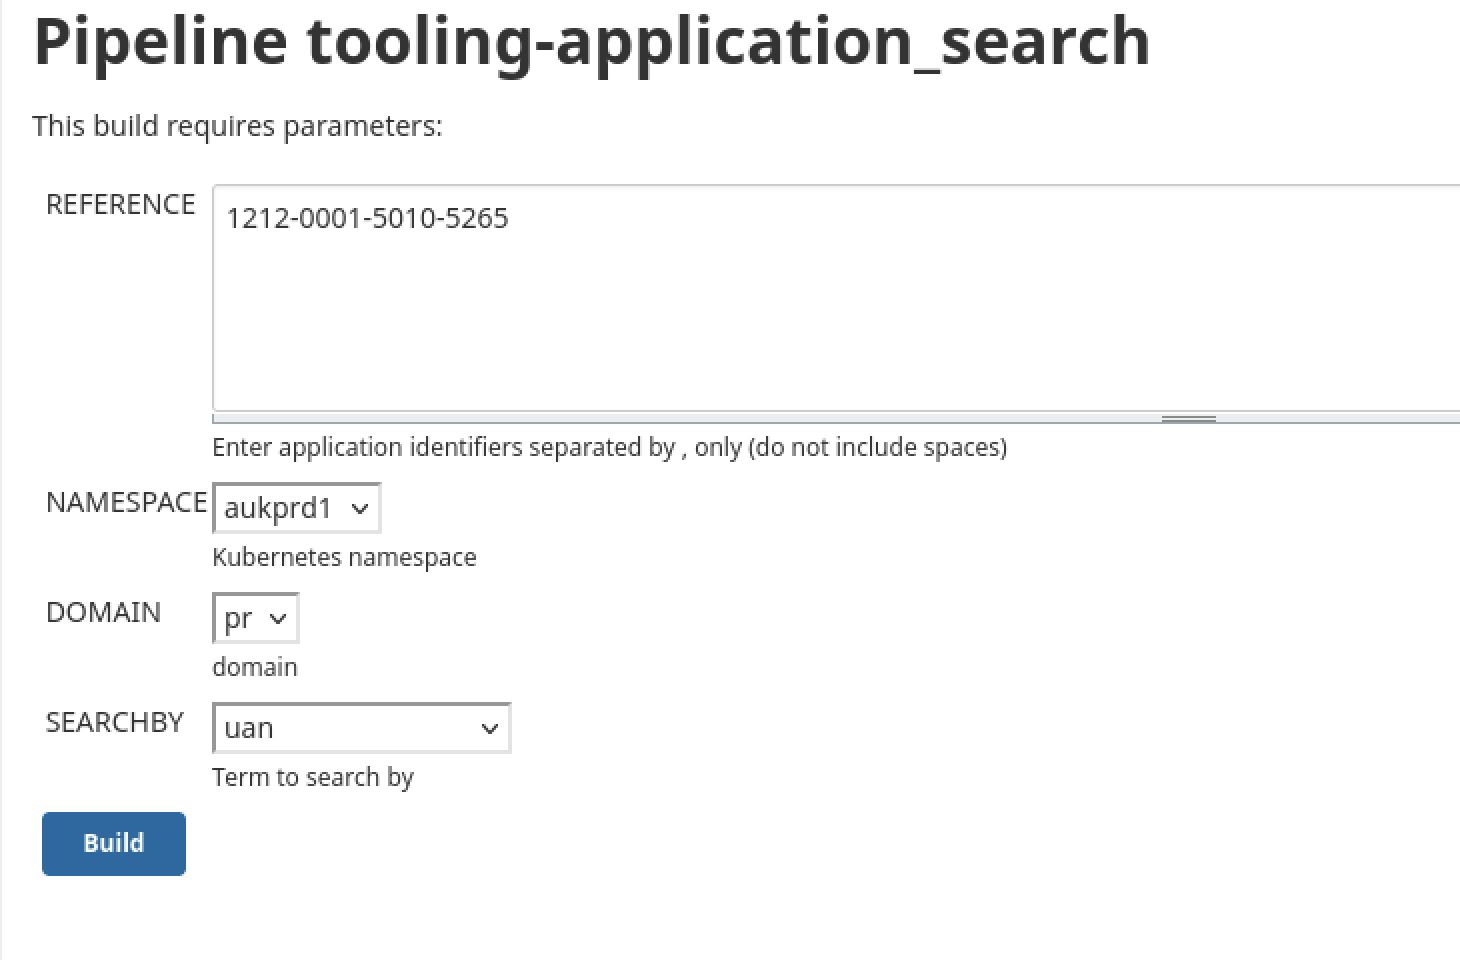 Pipeline tooling-application_search
This build requires parameters:
REFERENCE
1212-0001-5010-5265
Enter application identifiers separated by , only (do not include spaces)
NAMESPACE
aukprd1
Kubernetes namespace
DOMAIN
pr
domain
SEARCHBY
uan
Term to search by
Build